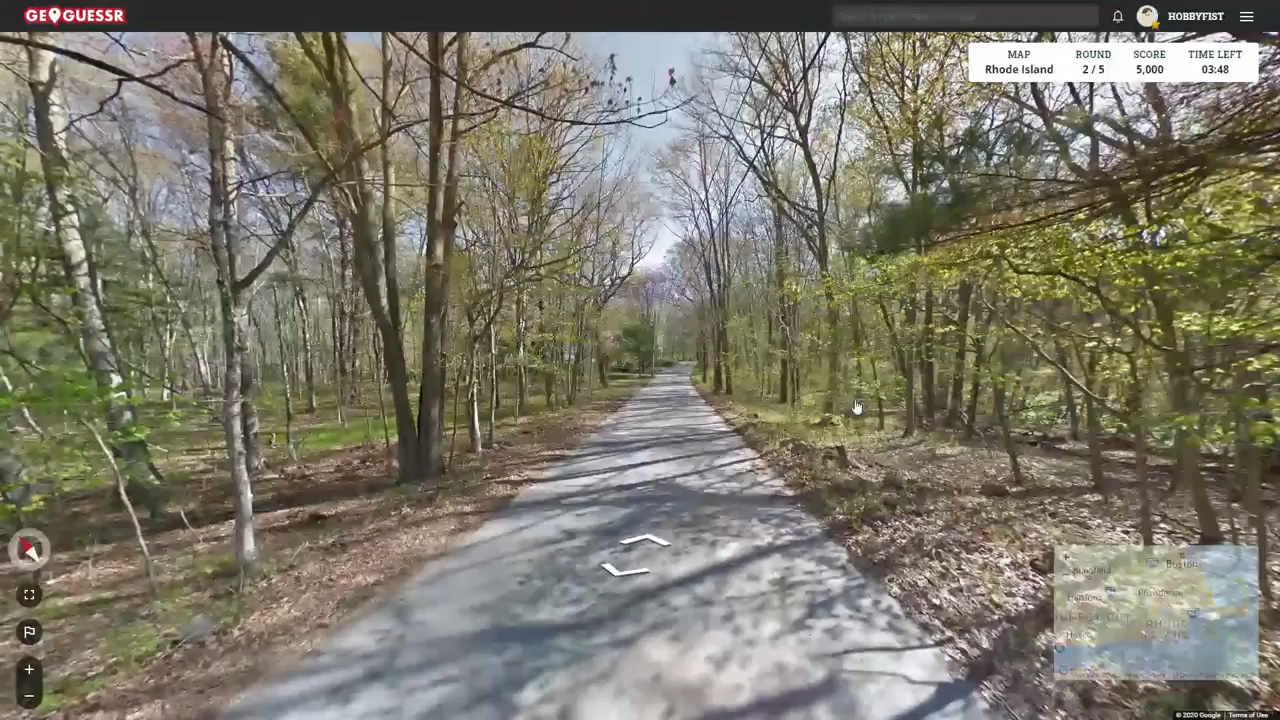 GEOGUESSR
HOBBYFIST
MAP ROUND SCORE TIME LEFT
Rhode Island 2 / 5 5,000 03:48
Boston
Hartford Providence
© 2020 Google Terms of Use